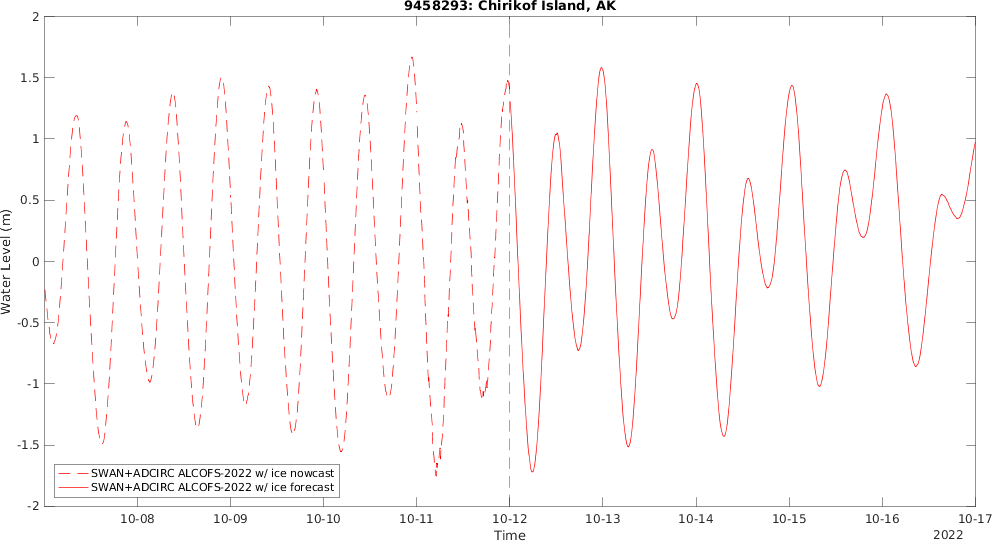 9458293: Chirikof Island, AK
2
1.5
1
0.5
0
-0.5
-1
-1.5
-2
Water Level (m)
SWAN+ADCIRC ALCOFS-2022 w/ ice nowcast
SWAN+ADCIRC ALCOFS-2022 w/ ice forecast
10-08 10-09 10-10 10-11 10-12 10-13 10-14 10-15 10-16 10-17
Time
2022